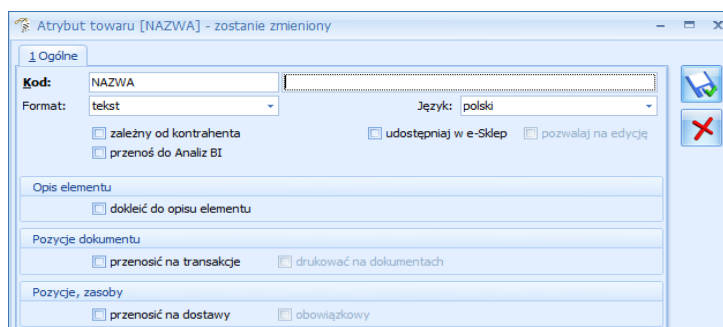 Atrybut towaru [NAZWA] - zostanie zmieniony
1 Ogólne
Kod: NAZWA
Format: tekst Język: polski
zależny od kontrahenta udostępniaj w e-Sklep pozwalaj na edycję
przenoś do Analiz BI
Opis elementu
dokleić do opisu elementu
Pozycje dokumentu
przenosić na transakcje drukować na dokumentach
Pozycje, zasoby
przenosić na dostawy obowiązkowy